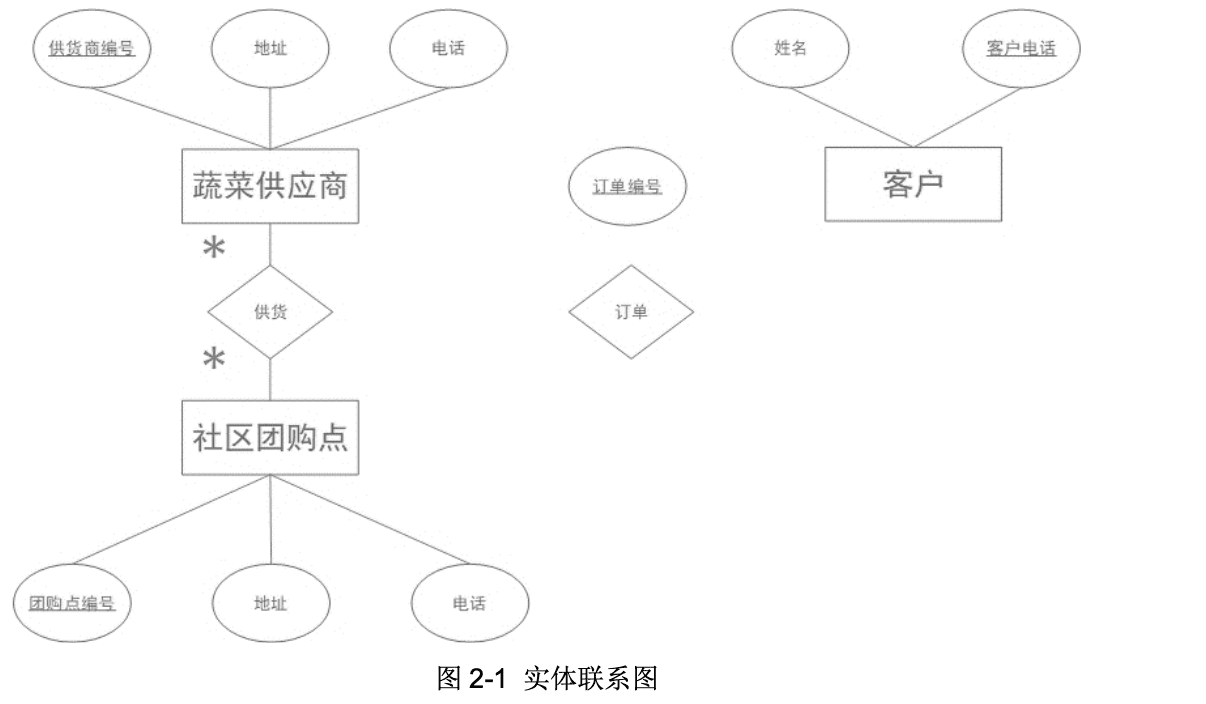 供货商编号
地址
电话
姓名
客户电话
蔬菜供应商
订单编号
客户
*
供货
订单
*
社区团购点
团购点编号
地址
电话
图 2-1 实体联系图